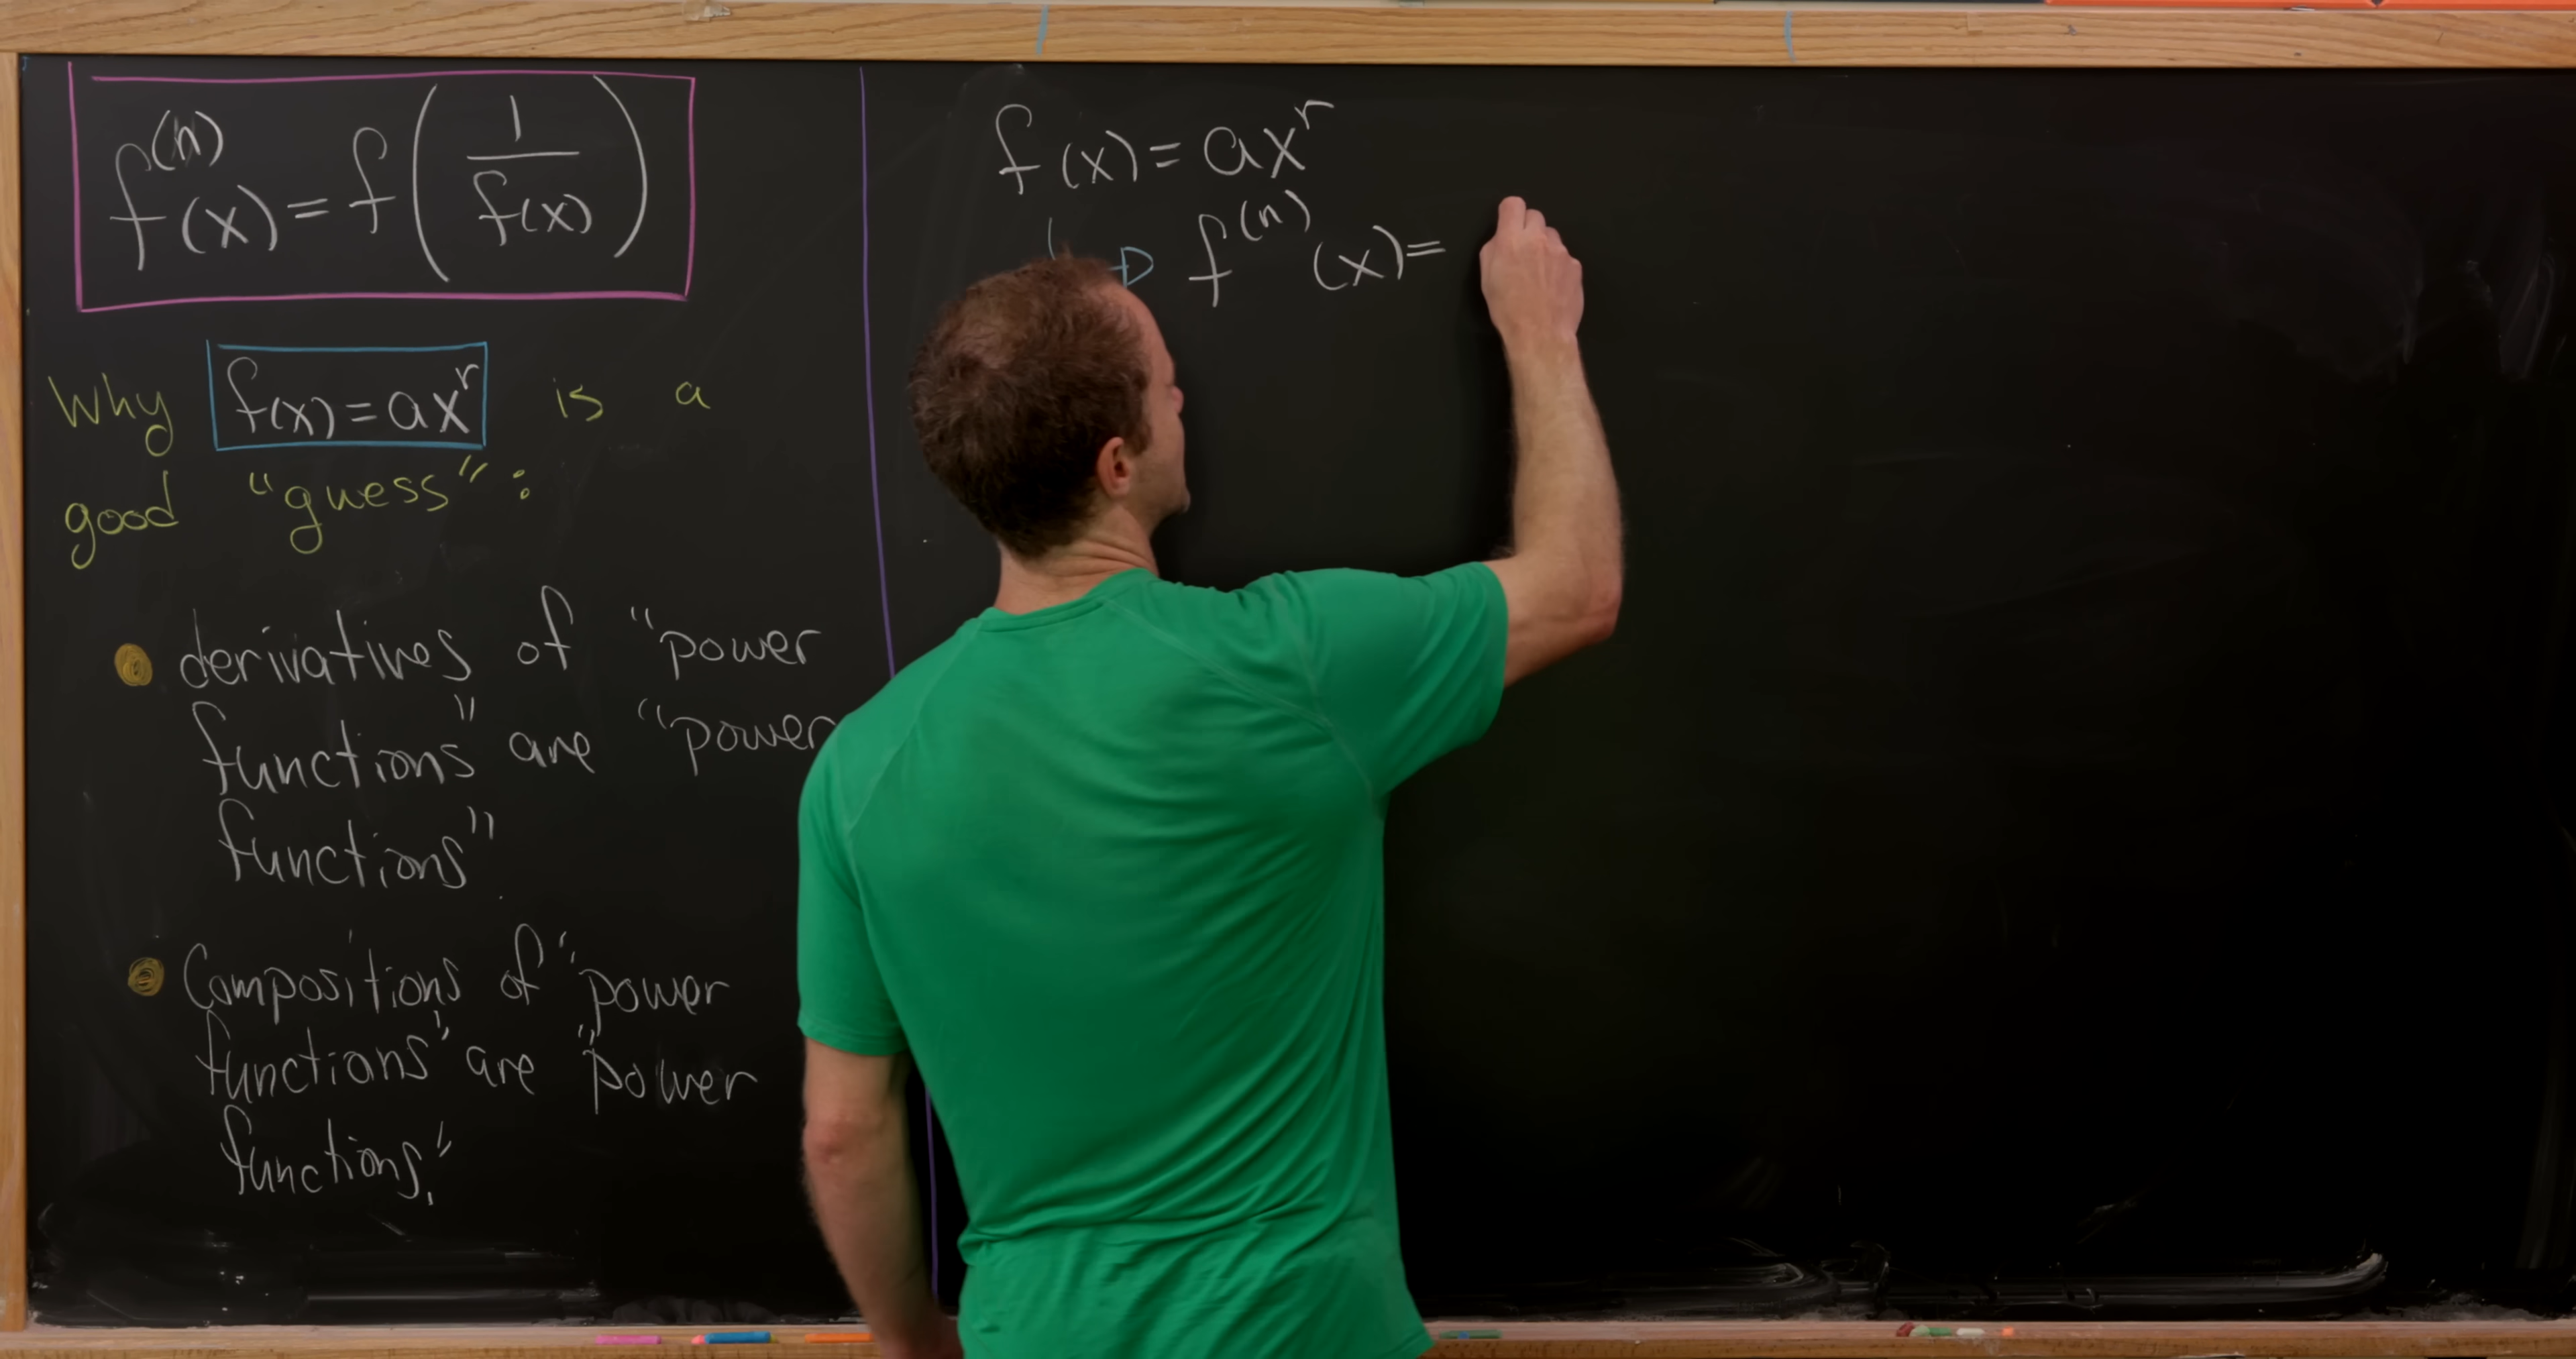 f^(n)(x) = f(1/f(x))
Why f(x) = ax^r is a
good "guess":
derivatives of "power
functions" are "power
functions".
Compositions of "power
functions" are "power
functions."
f(x) = ax^r
f^(n)(x) =